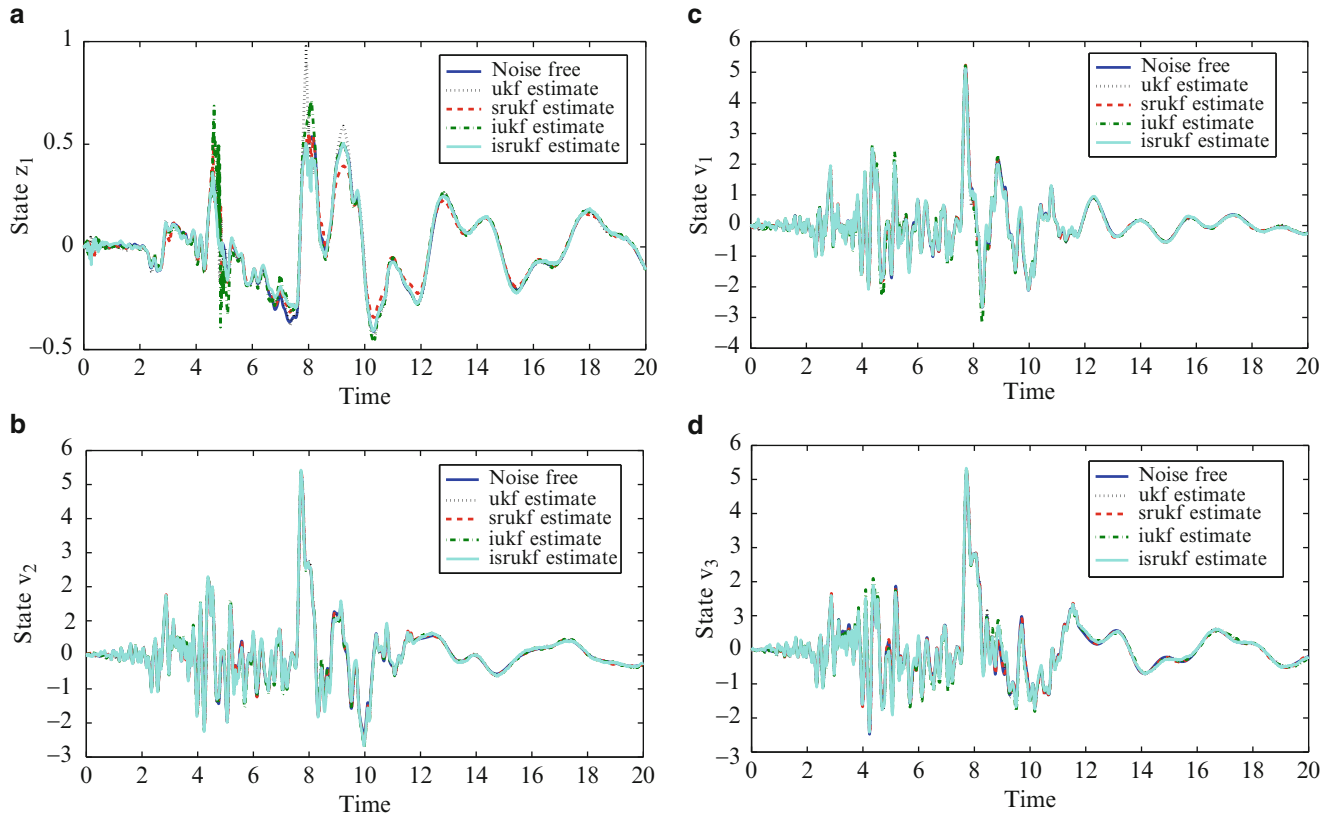 a
1
0.5
0
−0.5
State z1
0 2 4 6 8 10 12 14 16 18 20
Time
Noise free
ukf estimate
srukf estimate
iukf estimate
isrukf estimate
c
6
5
4
3
2
1
0
−1
−2
−3
−4
State v1
0 2 4 6 8 10 12 14 16 18 20
Time
Noise free
ukf estimate
srukf estimate
iukf estimate
isrukf estimate
b
6
5
4
3
2
2
0
−1
−2
−3
State v2
0 2 4 6 8 10 12 14 16 18 20
Time
Noise free
ukf estimate
srukf estimate
iukf estimate
isrukf estimate
d
6
5
4
3
2
3
0
−1
−2
−3
State v3
0 2 4 6 8 10 12 14 16 18 20
Time
Noise free
ukf estimate
srukf estimate
iukf estimate
isrukf estimate